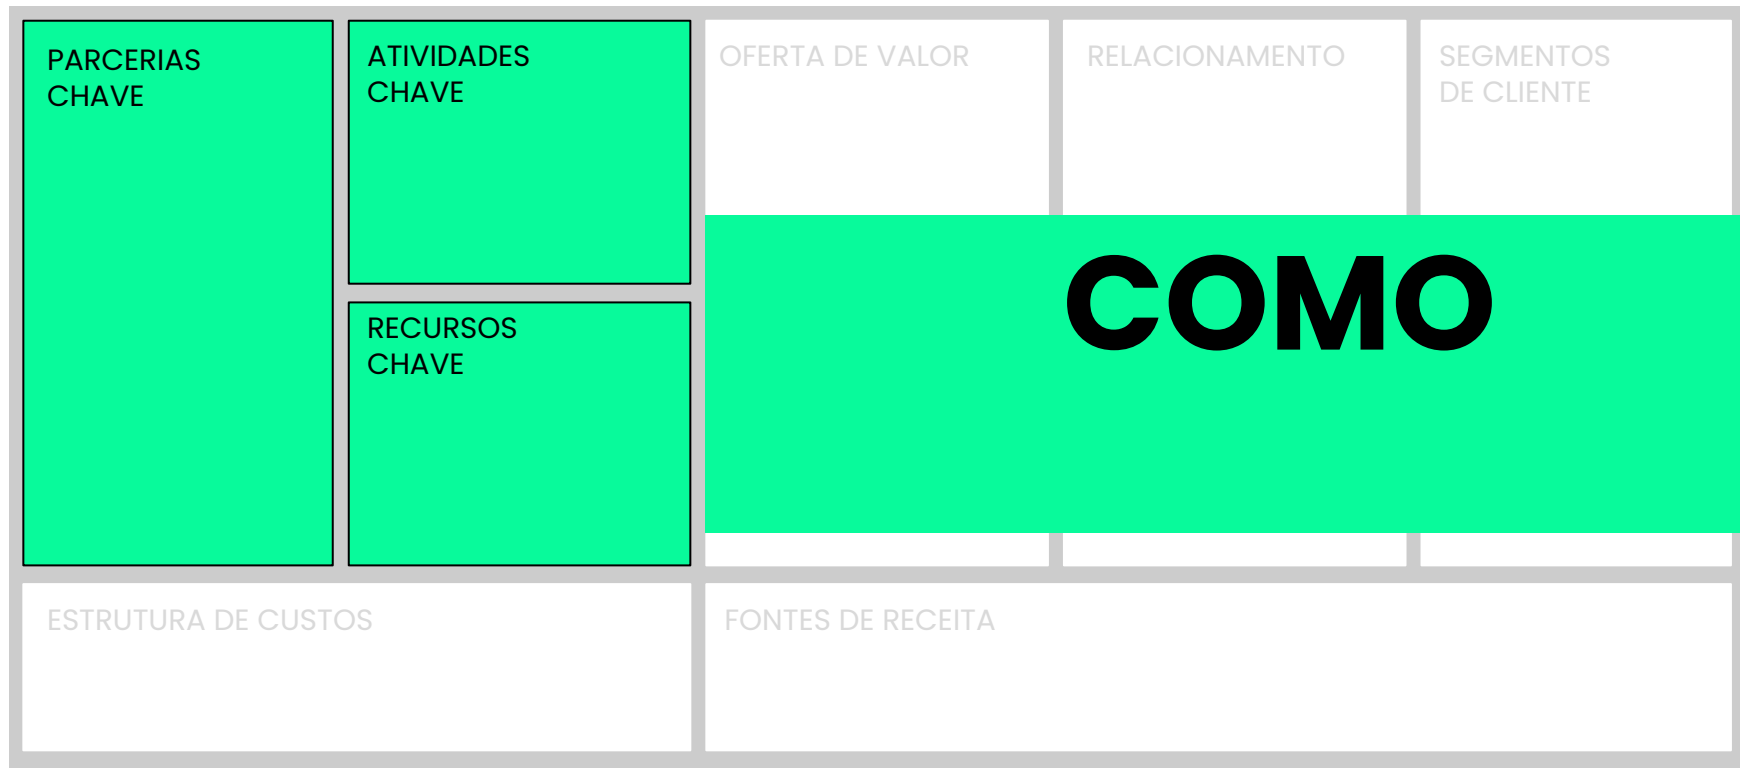 PARCERIAS
CHAVE
ATIVIDADES
CHAVE
RECURSOS
CHAVE
OFERTA DE VALOR
RELACIONAMENTO
SEGMENTOS
DE CLIENTE
COMO
ESTRUTURA DE CUSTOS
FONTES DE RECEITA